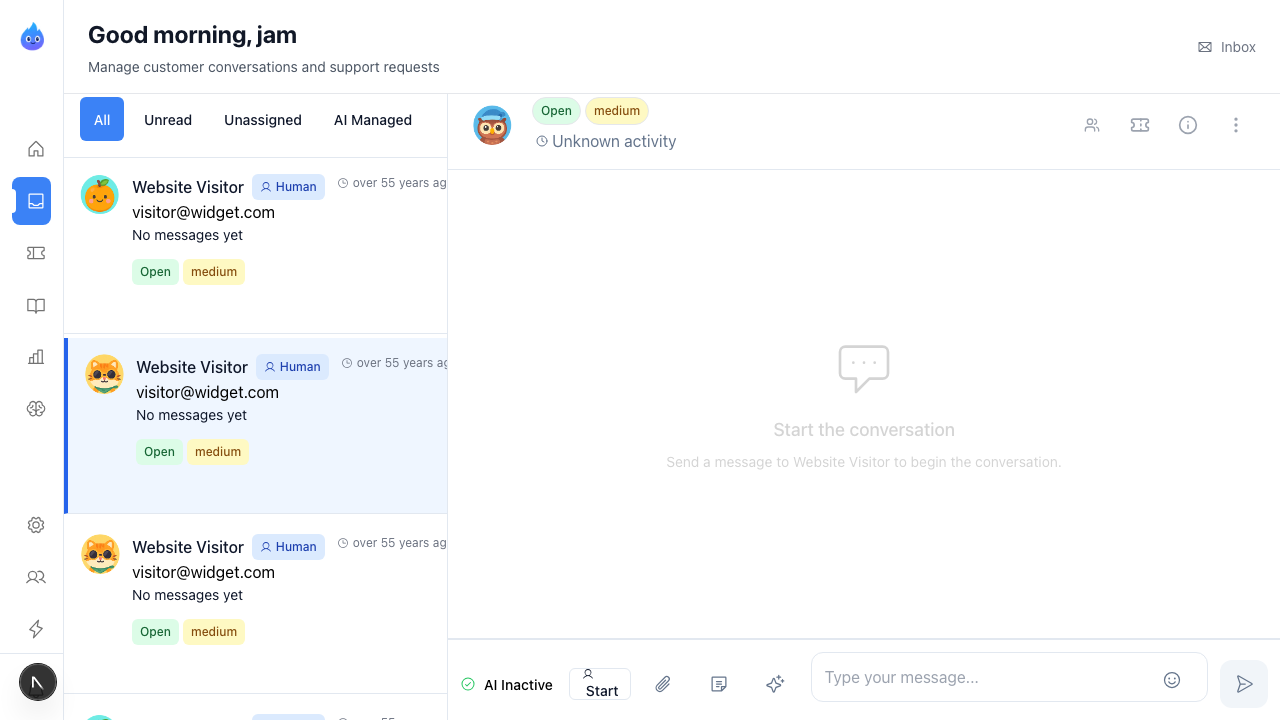 Good morning, jam
Manage customer conversations and support requests
Inbox
All
Unread
Unassigned
AI Managed
Website Visitor
Human
over 55 years ag
visitor@widget.com
No messages yet
Open
medium
Website Visitor
Human
over 55 years ag
visitor@widget.com
No messages yet
Open
medium
Website Visitor
Human
over 55 years ag
visitor@widget.com
No messages yet
Open
medium
Open
medium
Unknown activity
Start the conversation
Send a message to Website Visitor to begin the conversation.
AI Inactive
Start
Type your message...